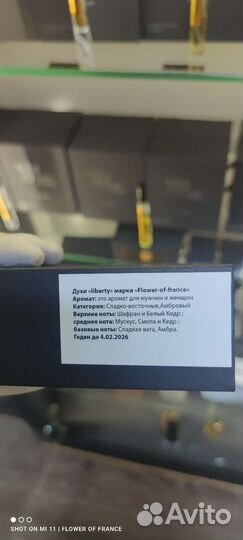 Духи «liberty» марки «Flower-of-france»
Аромат: это аромат для мужчин и женщин
Категория: Сладко-восточные,Амбровый
Верхние ноты: Шафран и Белый Кедр ;
средняя нота: Мускус, Смола и Кедр ;
базовые ноты: Сладкая вата, Амбра.
Годен до 4.02.2026
SHOT ON MI 11 | FLOWER OF FRANCE
Avito